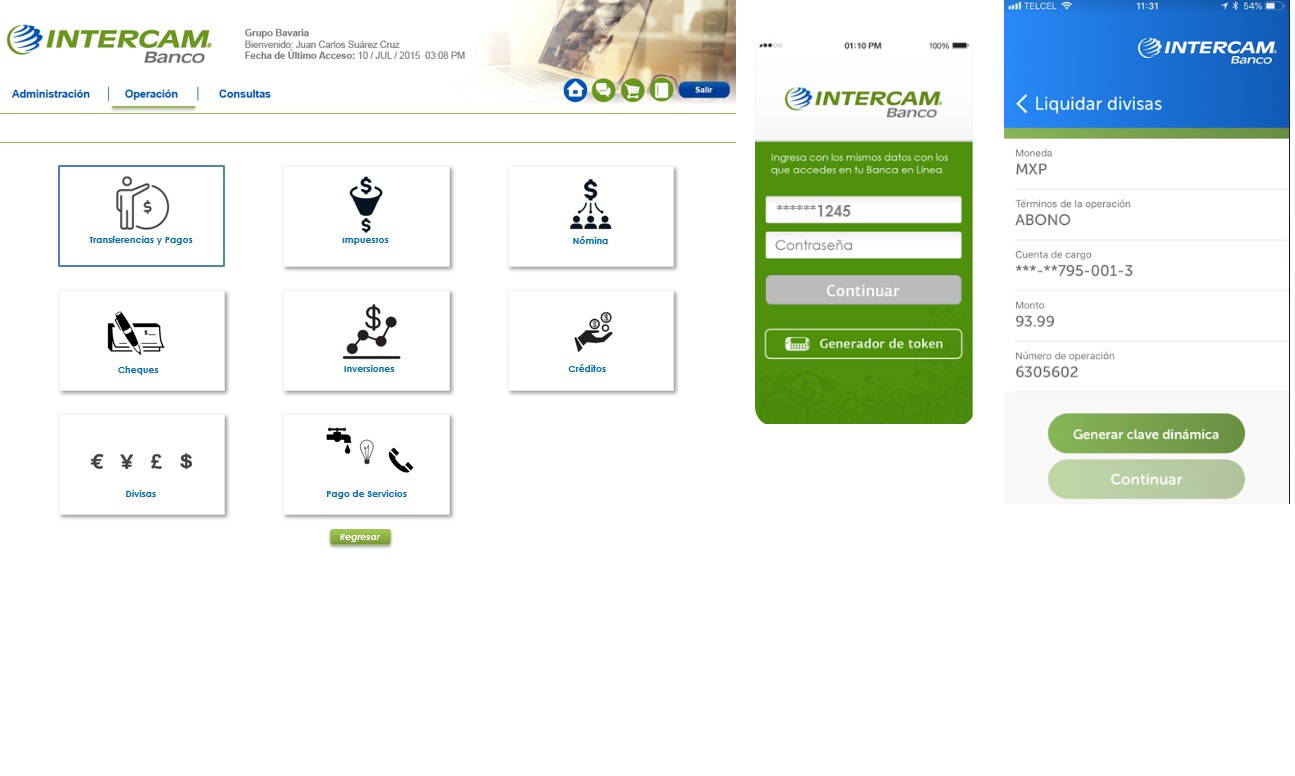 INTERCAM
Banco
Grupo Bavaria
Bienvenido: Juan Carlos Suárez Cruz
Fecha de Último Acceso: 10 / JUL / 2015 03:08 PM
Administración
Operación
Consultas
Salir
$
Transferencias y Pagos
$
$
Impuestos
$
Nómina
$
Cheques
$
Inversiones
$
$
Créditos
€ ¥ £ $
Divisas
Pago de Servicios
Regresar
01:10 PM
100%
INTERCAM
Banco
Ingresa con los mismos datos con los
que accedes en tu Banca en Línea.
******1245
Contraseña
Continuar
Generador de token
TELCEL
11:31
54%
INTERCAM
Banco
Liquidar divisas
Moneda
MXP
Términos de la operación
ABONO
Cuenta de cargo
***-**795-001-3
Monto
93.99
Número de operación
6305602
Generar clave dinámica
Continuar